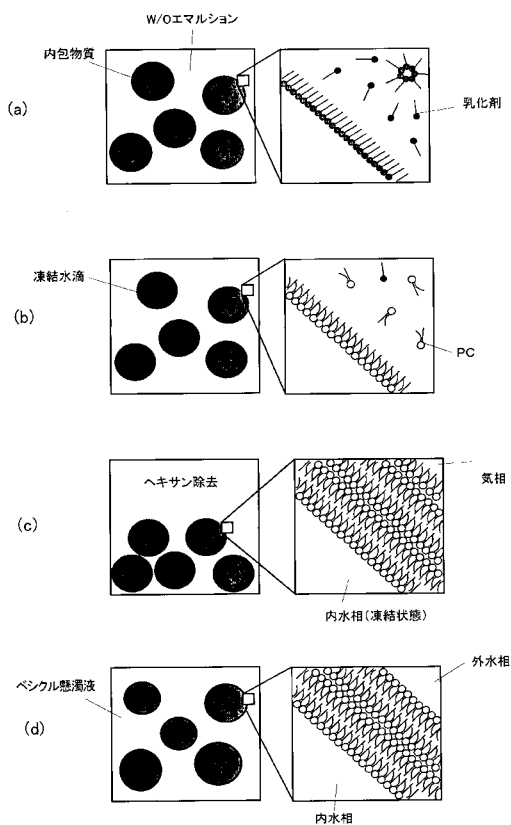 W/Oエマルション
内包物質
(a)
乳化剤
凍結水滴
(b)
PC
ヘキサン除去
気相
(c)
内水相(凍結状態)
外水相
ベシクル懸濁液
(d)
内水相